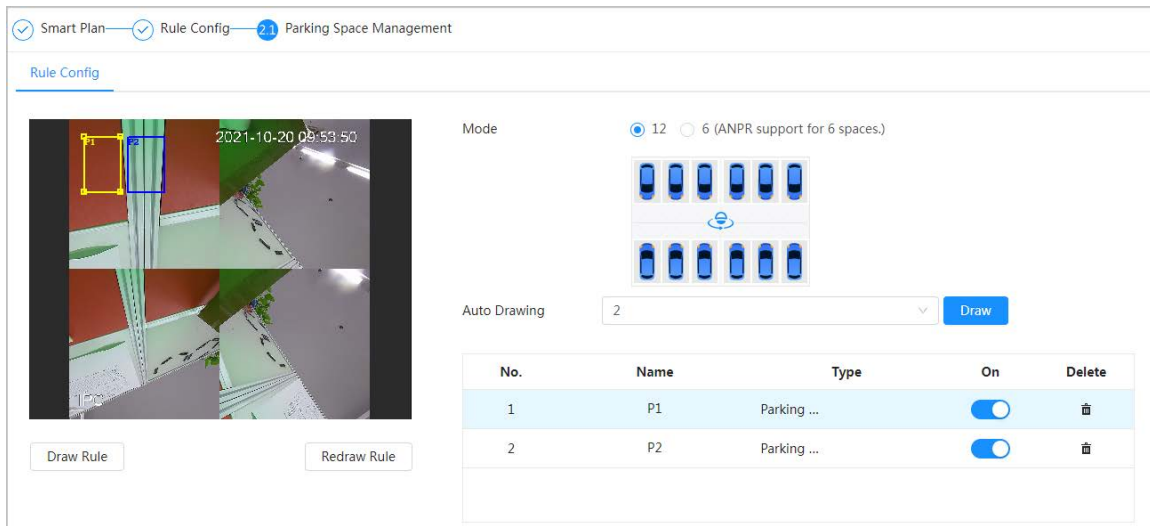 Smart Plan Rule Config 2.1 Parking Space Management
Rule Config
P1 P2 2021-10-20 09:53:50
IPC
Draw Rule Redraw Rule
Mode 12 6 (ANPR support for 6 spaces.)
Auto Drawing 2 Draw
No. Name Type On Delete
1 P1 Parking ...
2 P2 Parking ...